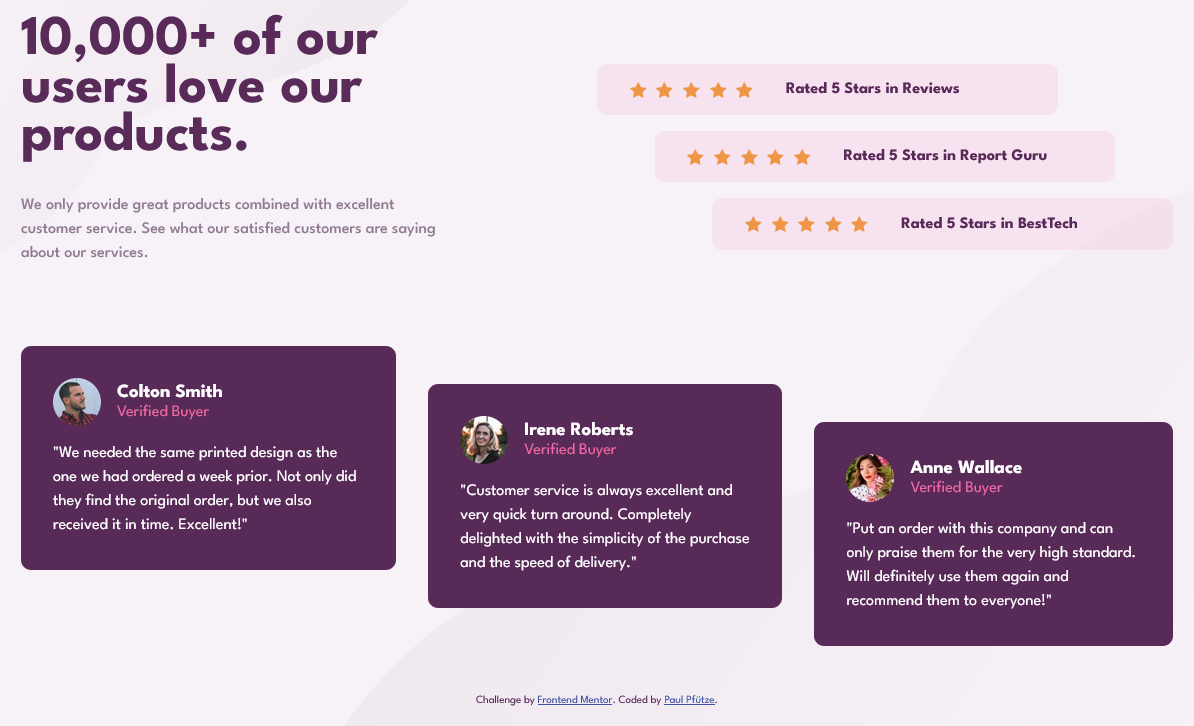 10,000+ of our
users love our
products.
We only provide great products combined with excellent
customer service. See what our satisfied customers are saying
about our services.
Rated 5 Stars in Reviews
Rated 5 Stars in Report Guru
Rated 5 Stars in BestTech
Colton Smith
Verified Buyer
"We needed the same printed design as the
one we had ordered a week prior. Not only did
they find the original order, but we also
received it in time. Excellent!"
Irene Roberts
Verified Buyer
"Customer service is always excellent and
very quick turn around. Completely
delighted with the simplicity of the purchase
and the speed of delivery."
Anne Wallace
Verified Buyer
"Put an order with this company and can
only praise them for the very high standard.
Will definitely use them again and
recommend them to everyone!"
Challenge by Frontend Mentor. Coded by Paul Pfütze.